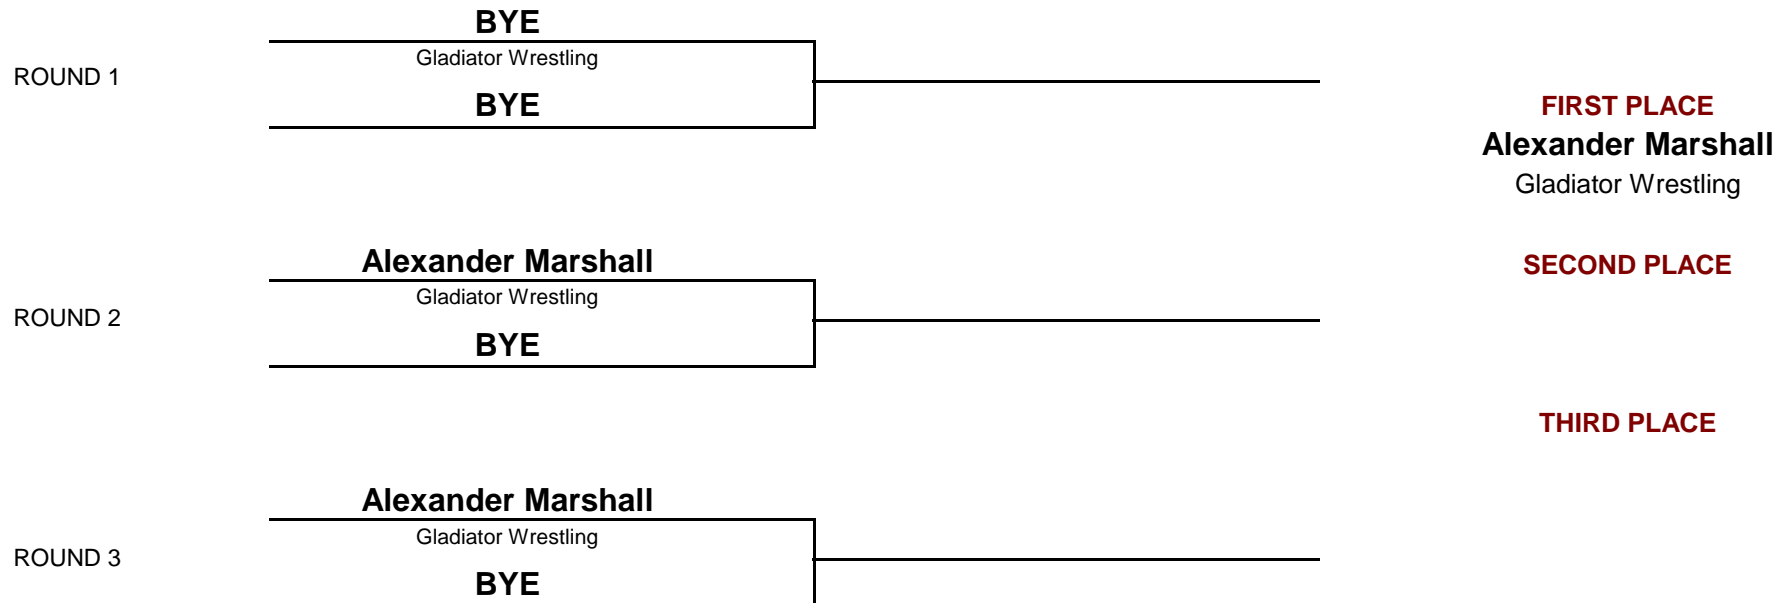 BYE
Gladiator Wrestling
ROUND 1
BYE
FIRST PLACE
Alexander Marshall
Gladiator Wrestling
Alexander Marshall
SECOND PLACE
Gladiator Wrestling
ROUND 2
BYE
THIRD PLACE
Alexander Marshall
Gladiator Wrestling
ROUND 3
BYE